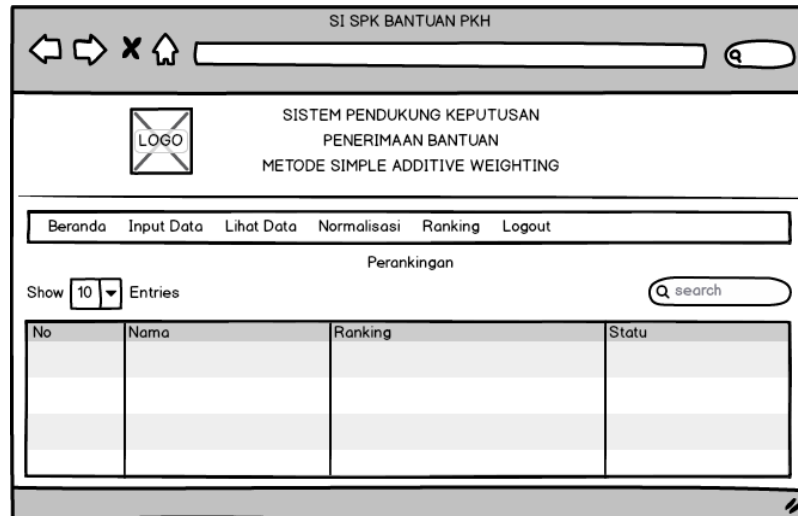 SI SPK BANTUAN PKH
LOGO
SISTEM PENDUKUNG KEPUTUSAN
PENERIMAAN BANTUAN
METODE SIMPLE ADDITIVE WEIGHTING
Beranda Input Data Lihat Data Normalisasi Ranking Logout
Perankingan
Show 10 Entries search
No Nama Ranking Statu